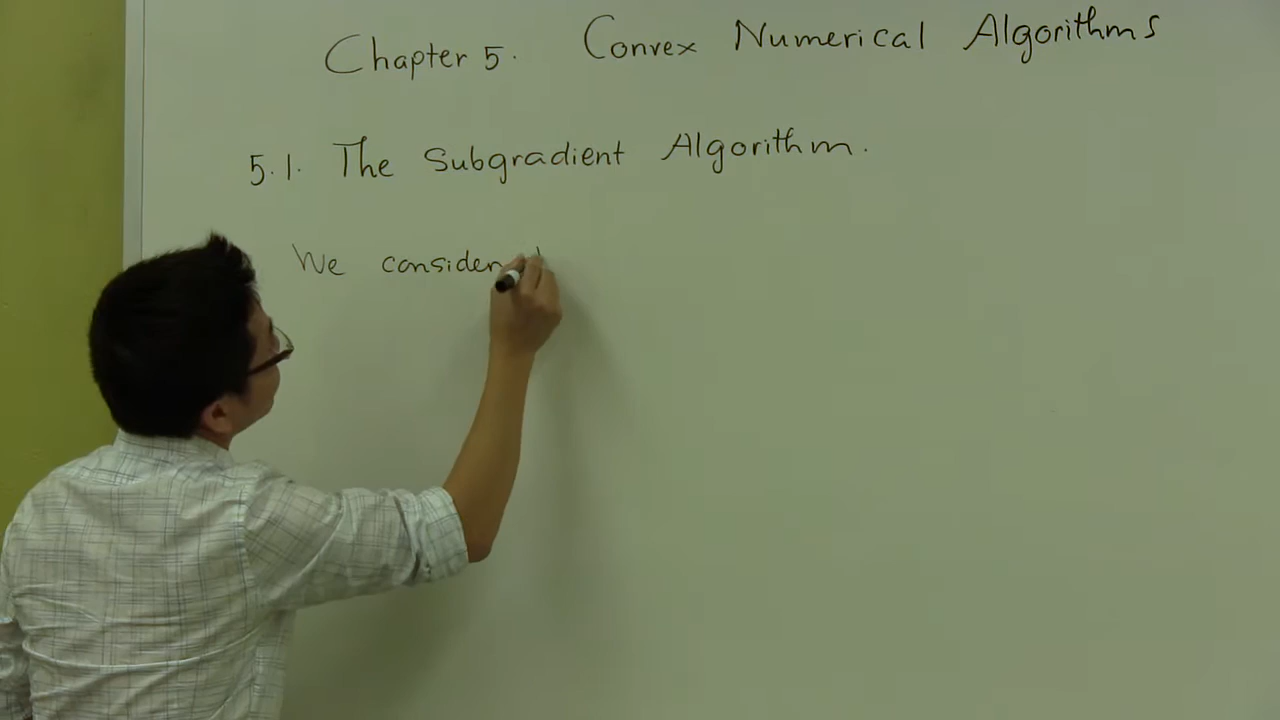 Chapter 5. Convex Numerical Algorithms
5.1. The Subgradient Algorithm.
We consider